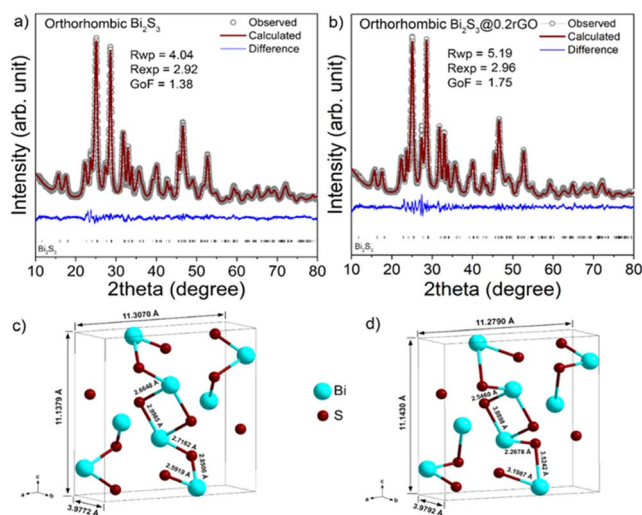 a) Orthorhombic Bi₂S₃
Observed
Calculated
Difference
Rwp = 4.04
Rexp = 2.92
GoF = 1.38
Intensity (arb. unit)
Bi₂S₃
10 20 30 40 50 60 70 80
2theta (degree)
b) Orthorhombic Bi₂S₃@0.2rGO
Observed
Calculated
Difference
Rwp = 5.19
Rexp = 2.96
GoF = 1.75
Intensity (arb. unit)
Bi₂S₃
10 20 30 40 50 60 70 80
2theta (degree)
c)
11.3070 Å
11.1379 Å
2.6648 Å
2.9985 Å
2.7162 Å
2.8506 Å
2.5919 Å
3.9772 Å
a b c
Bi
S
d)
11.2790 Å
11.1430 Å
2.5460 Å
2.2678 Å
3.5242 Å
3.1987 Å
3.9792 Å
a b c